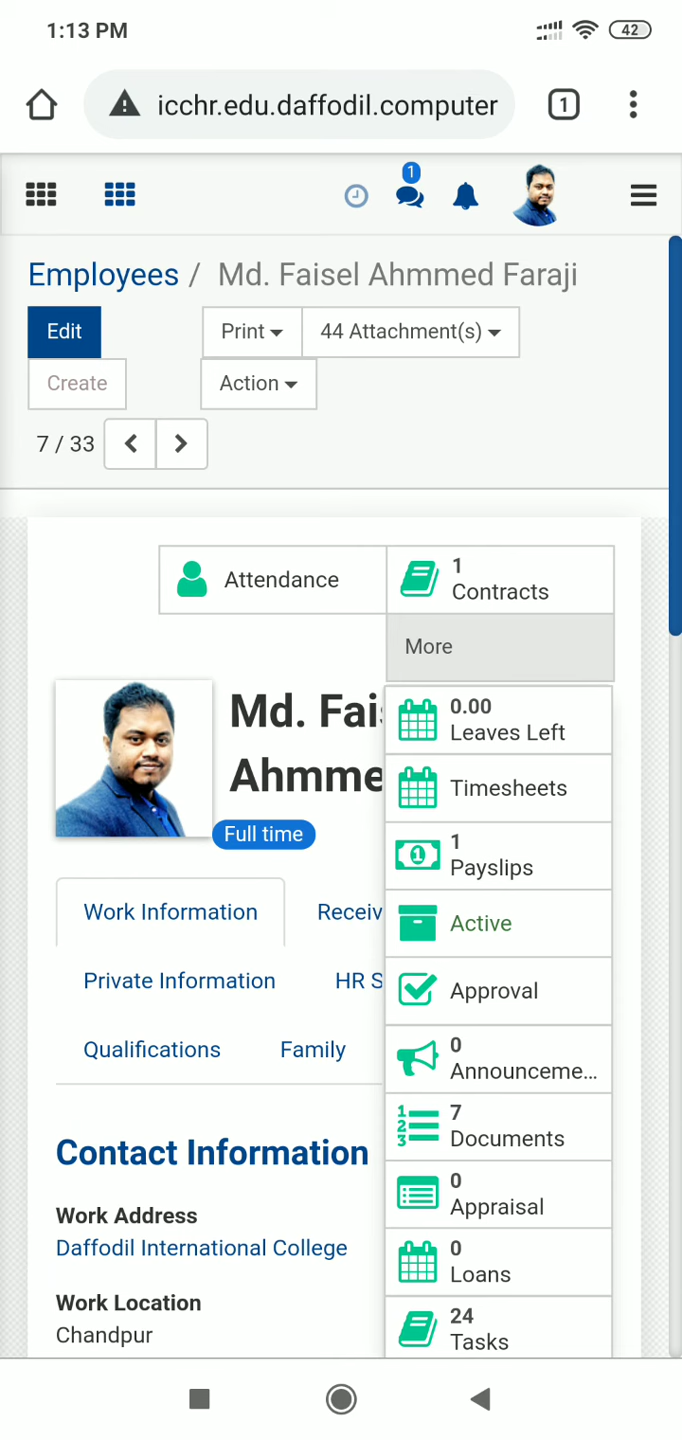 1:13 PM
42
icchr.edu.daffodil.computer
1
1
Employees / Md. Faisel Ahmmed Faraji
Edit
Print
44 Attachment(s)
Create
Action
7 / 33
Attendance
1
Contracts
More
0.00
Leaves Left
Timesheets
1
Payslips
Active
Approval
0
Announceme...
7
Documents
0
Appraisal
0
Loans
24
Tasks
Md. Fais
Ahmme
Full time
Work Information
Receiv
Private Information
HR S
Qualifications
Family
Contact Information
Work Address
Daffodil International College
Work Location
Chandpur